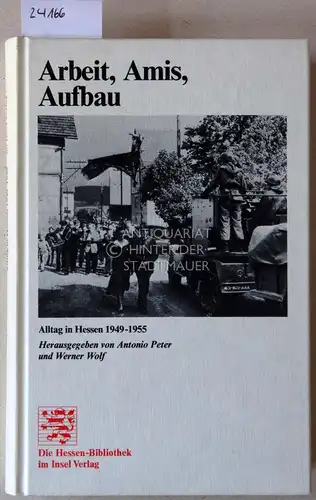 24166
Arbeit, Amis,
Aufbau
ANTIQUARIAT
HINTER DER
STADTMAUER
Alltag in Hessen 1949-1955
Herausgegeben von Antonio Peter
und Werner Wolf
Die Hessen-Bibliothek
im Insel Verlag